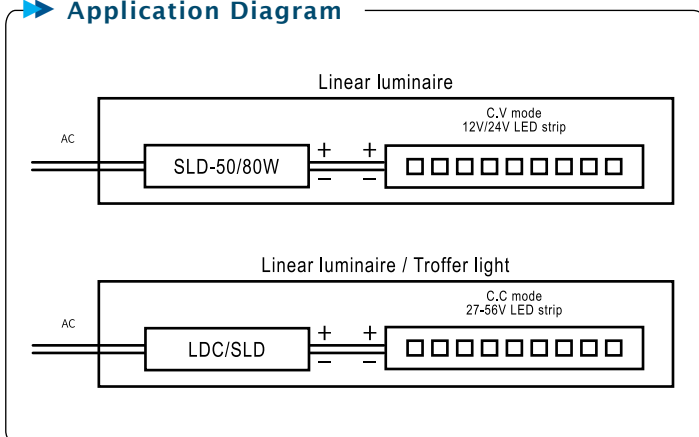 Application Diagram
Linear luminaire
C.V mode
12V/24V LED strip
AC
SLD-50/80W
+ +
− −
Linear luminaire / Troffer light
C.C mode
27-56V LED strip
AC
LDC/SLD
+ +
− −